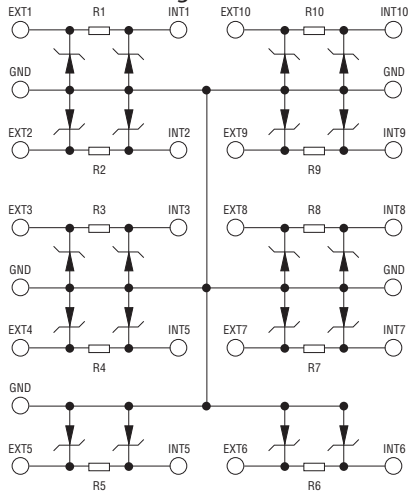 EXT1 R1 INT1 EXT10 R10 INT10
GND GND
EXT2 INT2 EXT9 INT9
R2 R9
EXT3 R3 INT3 EXT8 R8 INT8
GND GND
EXT4 INT5 EXT7 INT7
R4 R7
GND
EXT5 INT5 EXT6 INT6
R5 R6